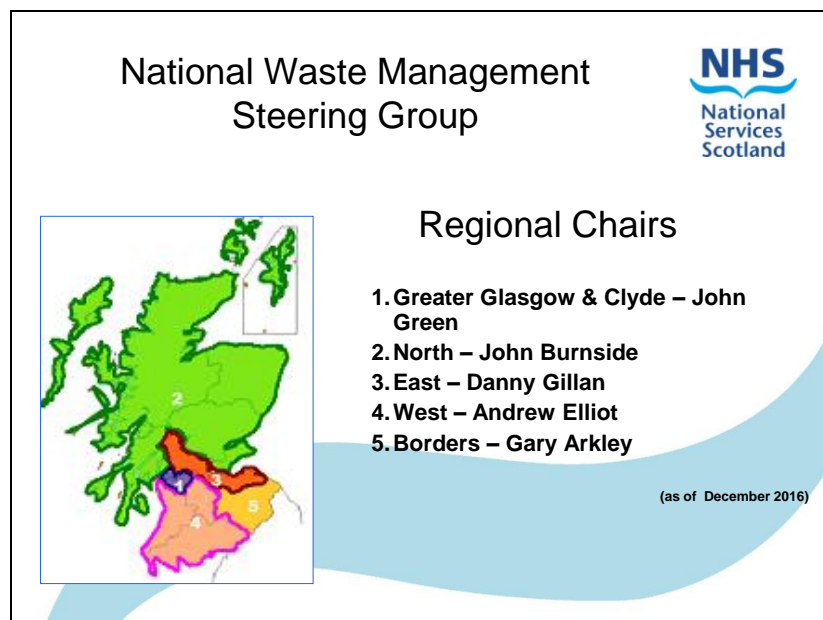 National Waste Management
Steering Group
NHS
National
Services
Scotland
Regional Chairs
1. Greater Glasgow & Clyde – John
Green
2. North – John Burnside
3. East – Danny Gillan
4. West – Andrew Elliot
5. Borders – Gary Arkley
(as of December 2016)
2
1
3
4
5